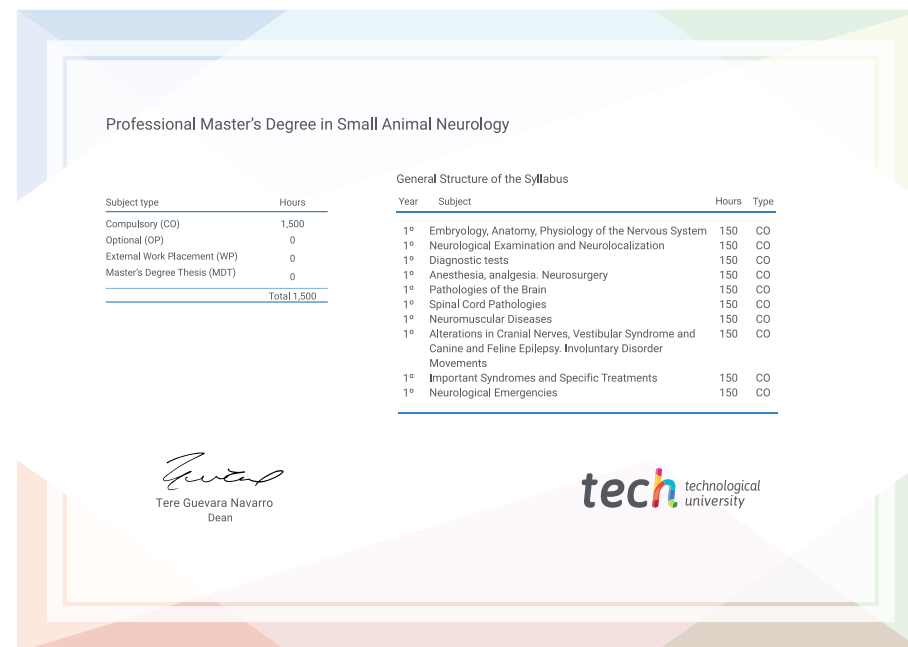 Professional Master's Degree in Small Animal Neurology
Subject type Hours
Compulsory (CO) 1,500
Optional (OP) 0
External Work Placement (WP) 0
Master's Degree Thesis (MDT) 0
Total 1,500
General Structure of the Syllabus
Year Subject Hours Type
1º Embryology, Anatomy, Physiology of the Nervous System 150 CO
1º Neurological Examination and Neurolocalization 150 CO
1º Diagnostic tests 150 CO
1º Anesthesia, analgesia. Neurosurgery 150 CO
1º Pathologies of the Brain 150 CO
1º Spinal Cord Pathologies 150 CO
1º Neuromuscular Diseases 150 CO
1º Alterations in Cranial Nerves, Vestibular Syndrome and 150 CO
Canine and Feline Epilepsy. Involuntary Disorder
Movements
1º Important Syndromes and Specific Treatments 150 CO
1º Neurological Emergencies 150 CO
Tere Guevara Navarro
Dean
tech technological
university